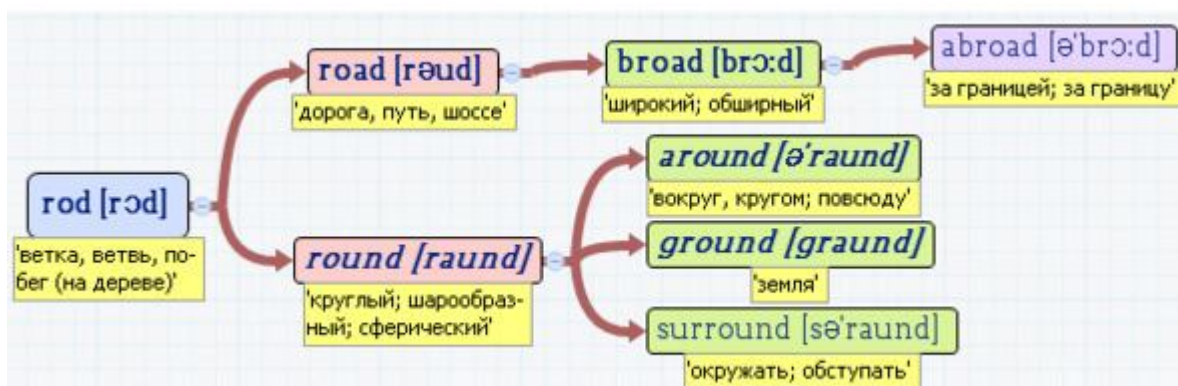 rod [rɔd]
'ветка, ветвь, по-
бег (на дереве)'
road [rəud]
'дорога, путь, шоссе'
broad [brɔ:d]
'широкий; обширный'
abroad [ə'brɔ:d]
'за границей; за границу'
round [raund]
'круглый; шарообраз-
ный; сферический'
around [ə'raund]
'вокруг, кругом; повсюду'
ground [graund]
'земля'
surround [sə'raund]
'окружать; обступать'